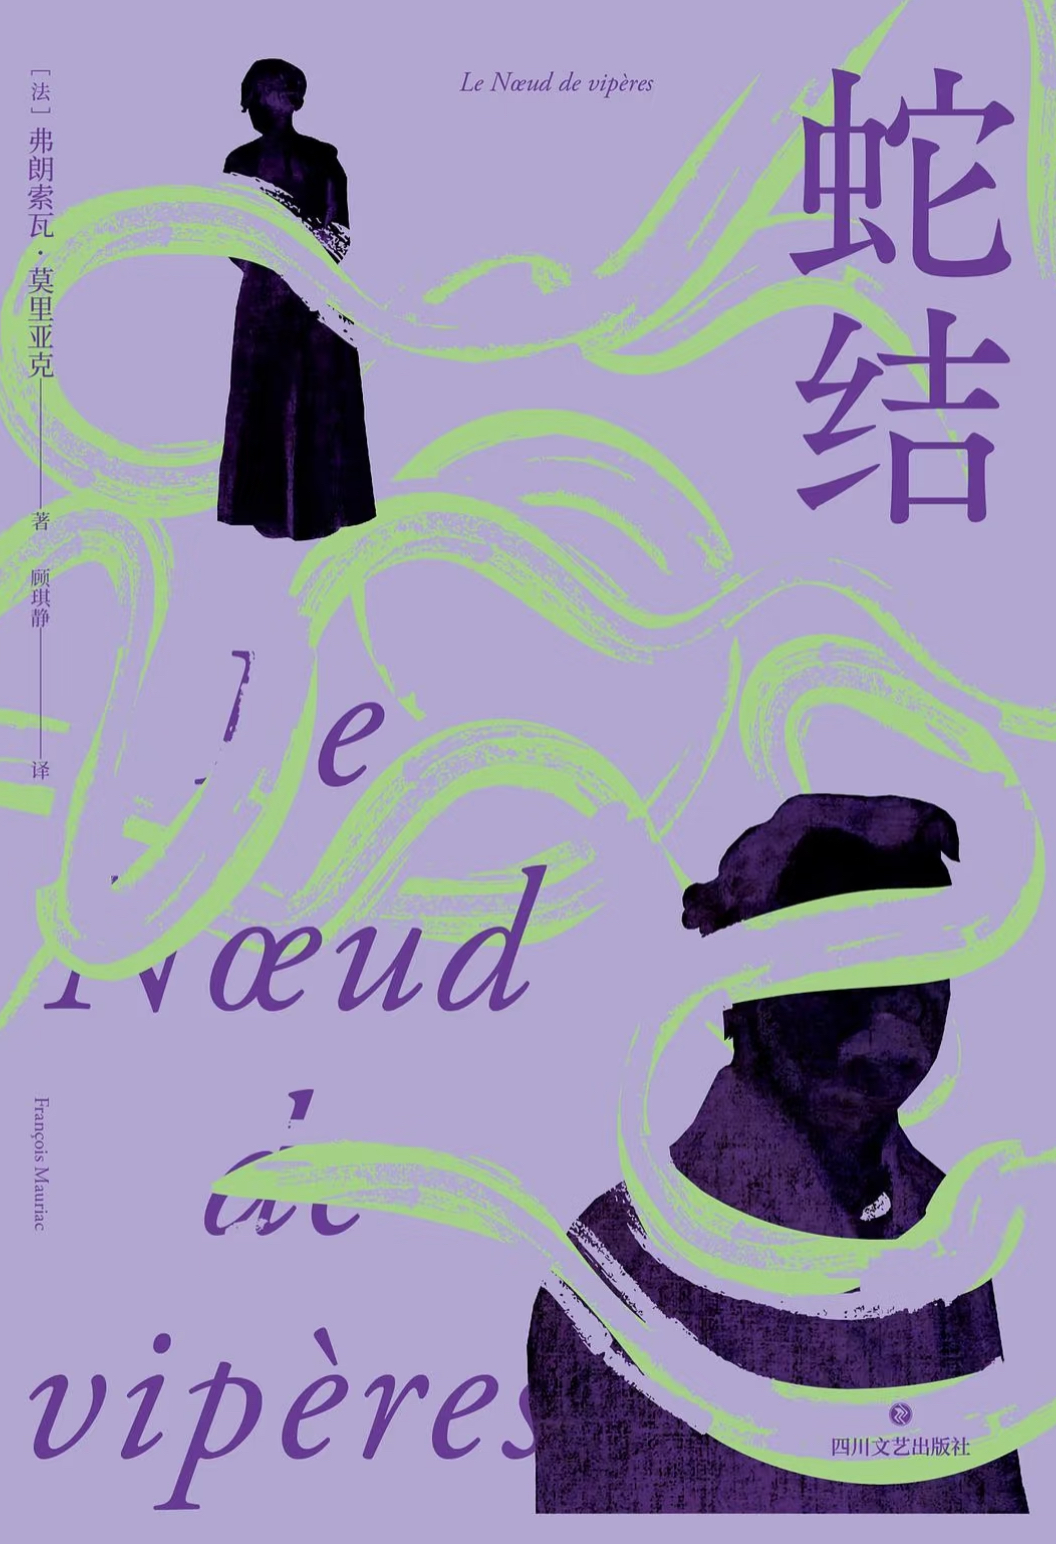 Le Nœud de vipères
蛇结
［法］弗朗索瓦·莫里亚克——著 顾琪静——译
Le
Nœud
de
vipères
François Mauriac
四川文艺出版社